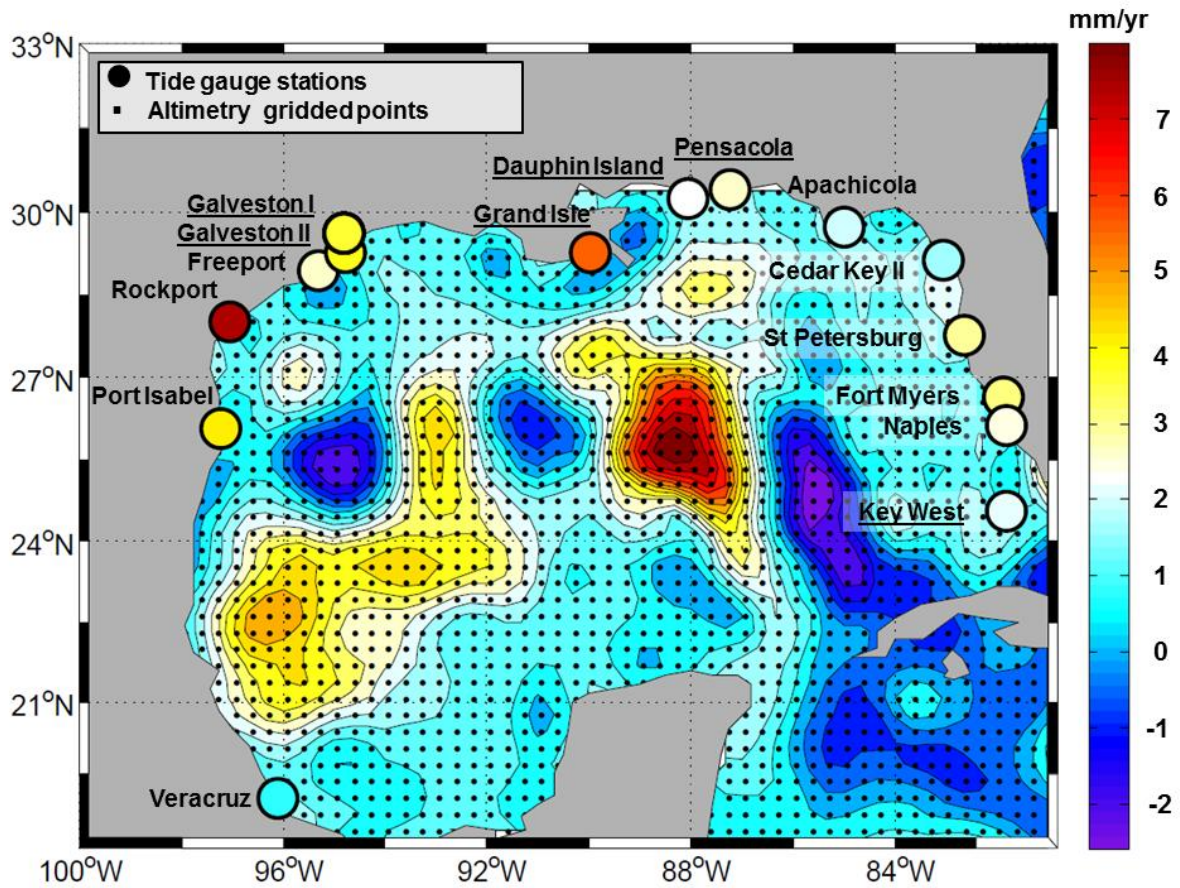 mm/yr
33°N
Tide gauge stations
Altimetry gridded points
7
Pensacola
Dauphin Island
6
Apachicola
Galveston I
30°N
Grand Isle
Galveston II
Freeport
Cedar Key II
5
Rockport
St Petersburg
4
27°N
Port Isabel
Fort Myers
Naples
3
2
Key West
24°N
1
0
21°N
-1
Veracruz
-2
100°W
96°W
92°W
88°W
84°W